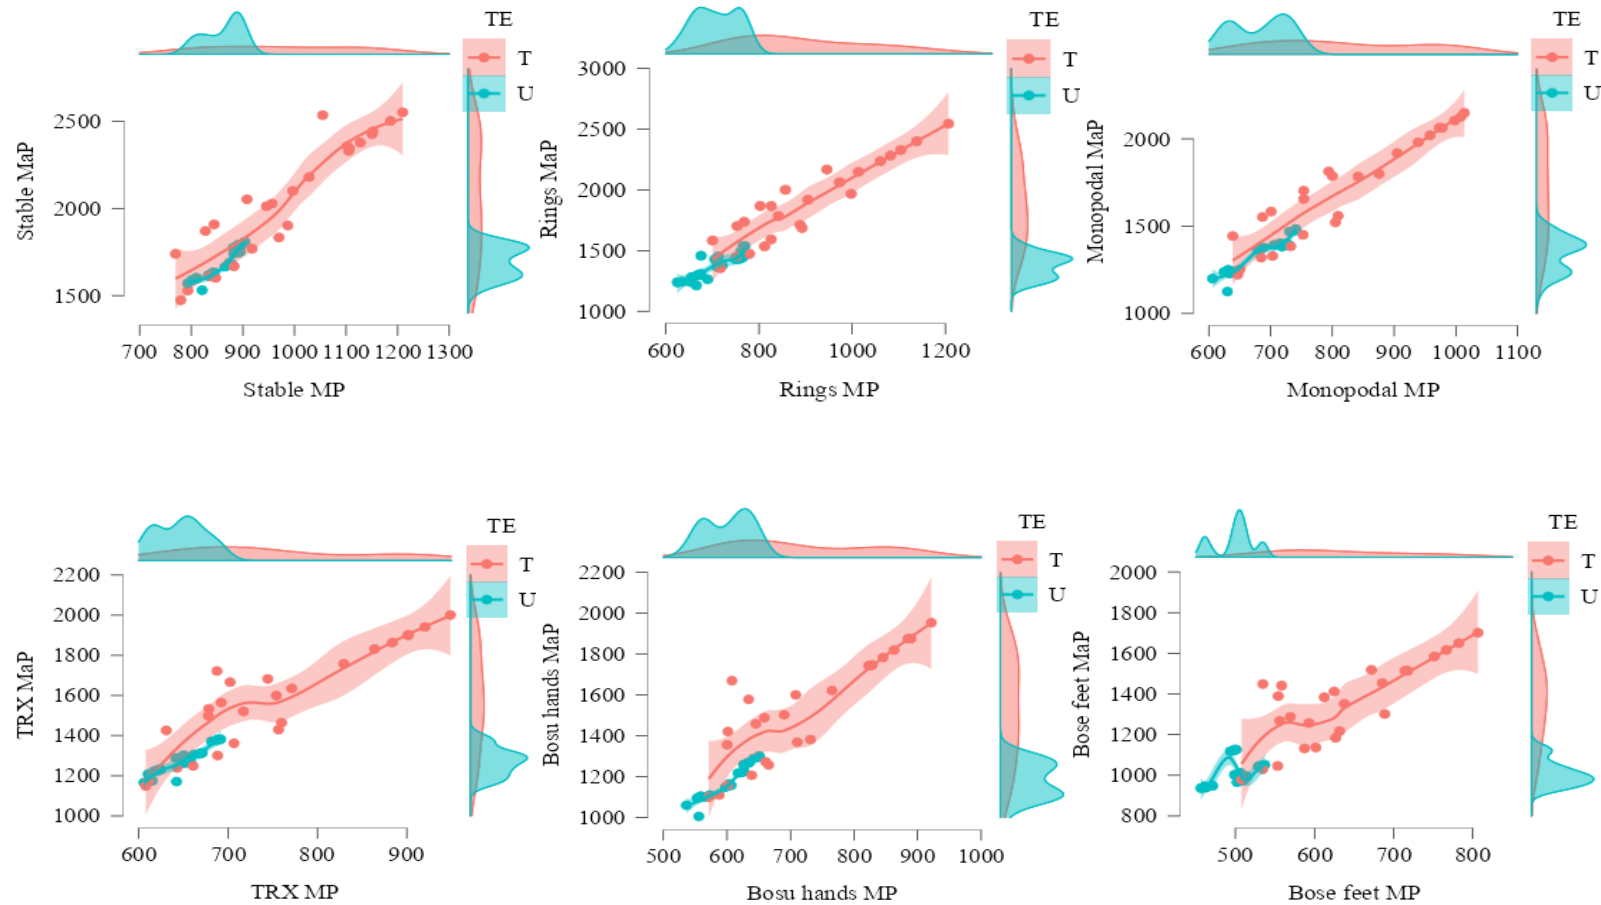 TE
T
U
Stable MaP
2500
2000
1500
700 800 900 1000 1100 1200 1300
Stable MP
TE
T
U
Rings MaP
3000
2500
2000
1500
1000
600 800 1000 1200
Rings MP
TE
T
U
Monopodal MaP
2000
1500
1000
600 700 800 900 1000 1100
Monopodal MP
TE
T
U
TRX MaP
2200
2000
1800
1600
1400
1200
1000
600 700 800 900
TRX MP
TE
T
U
Bosu hands MaP
2200
2000
1800
1600
1400
1200
1000
500 600 700 800 900 1000
Bosu hands MP
TE
T
U
Bose feet MaP
2000
1800
1600
1400
1200
1000
800
500 600 700 800
Bose feet MP